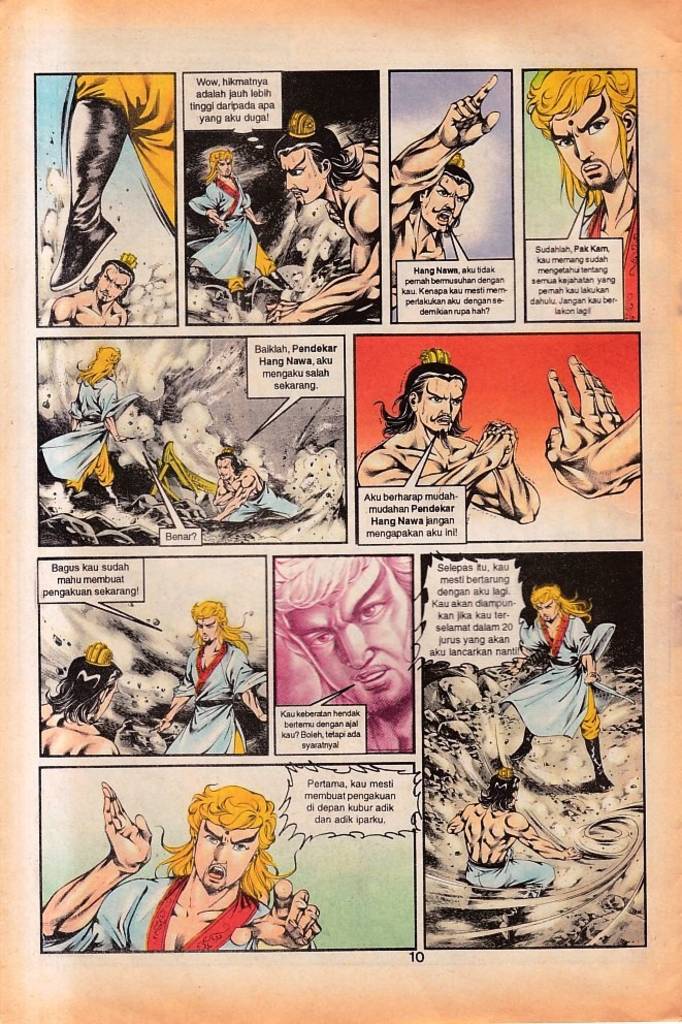 Wow, hikmatnya
adalah jauh lebih
tinggi daripada apa
yang aku duga!
Hang Nawa, aku tidak
pernah bermusuhan dengan
kau. Kenapa kau mesti mem-
perlakukan aku dengan se-
demikian rupa hah?
Sudahlah, Pak Kam,
kau memang sudah
mengetahui tentang
semua kejahatan yang
pernah kau lakukan
dahulu. Jangan kau ber-
lakon lagi!
Baiklah, Pendekar
Hang Nawa, aku
mengaku salah
sekarang.
Benar?
Aku berharap mudah-
mudahan Pendekar
Hang Nawa jangan
mengapakan aku ini!
Bagus kau sudah
mahu membuat
pengakuan sekarang!
Kau keberatan hendak
bertemu dengan ajal
kau? Boleh, tetapi ada
syaratnya!
Pertama, kau mesti
membuat pengakuan
di depan kubur adik
dan adik iparku.
Selepas itu, kau
mesti bertarung
dengan aku lagi.
Kau akan diampun-
kan jika kau ter-
selamat dalam 20
jurus yang akan
aku lancarkan nanti!
10